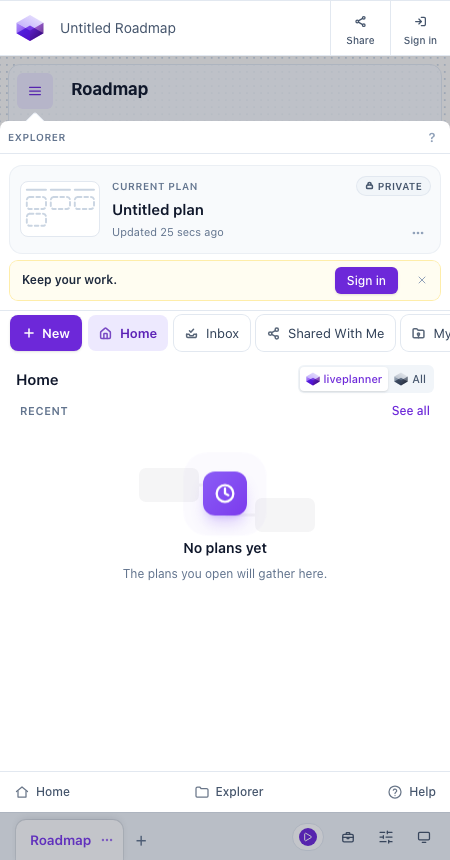 Untitled Roadmap
Share
Sign in
Roadmap
EXPLORER
?
CURRENT PLAN
PRIVATE
Untitled plan
Updated 25 secs ago
Keep your work.
Sign in
New
Home
Inbox
Shared With Me
My
Home
liveplanner
All
RECENT
See all
No plans yet
The plans you open will gather here.
Home
Explorer
Help
Roadmap